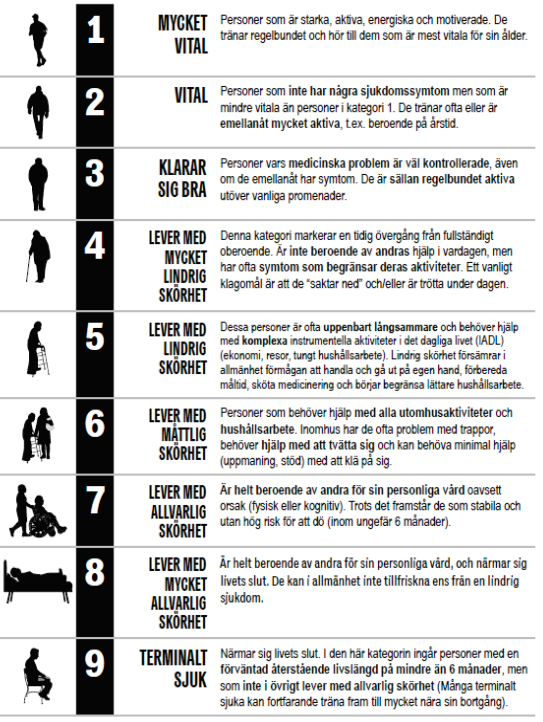 1
MYCKET
VITAL
Personer som är starka, aktiva, energiska och motiverade. De
tränar regelbundet och hör till dem som är mest vitala för sin ålder.
2
VITAL
Personer som inte har några sjukdomssymtom men som är
mindre vitala än personer i kategori 1. De tränar ofta eller är
emellanåt mycket aktiva, t.ex. beroende på årstid.
3
KLARAR
SIG BRA
Personer vars medicinska problem är väl kontrollerade, även
om de emellanåt har symtom. De är sällan regelbundet aktiva
utöver vanliga promenader.
4
LEVER MED
MYCKET
LINDRIG
SKÖRHET
Denna kategori markerar en tidig övergång från fullständigt
oberoende. Är inte beroende av andras hjälp i vardagen, men
har ofta symtom som begränsar deras aktiviteter. Ett vanligt
klagomål är att de "saktar ned" och/eller är trötta under dagen.
5
LEVER MED
LINDRIG
SKÖRHET
Dessa personer är ofta uppenbart långsammare och behöver hjälp
med komplexa instrumentella aktiviteter i det dagliga livet (IADL)
(ekonomi, resor, tungt hushållsarbete). Lindrig skörhet försämrar i
allmänhet förmågan att handla och gå ut på egen hand, förbereda
måltid, sköta medicinering och börjar begränsa lättare hushållsarbete.
6
LEVER MED
MÅTTLIG
SKÖRHET
Personer som behöver hjälp med alla utomhusaktiviteter och
hushållsarbete. Inomhus har de ofta problem med trappor,
behöver hjälp med att tvätta sig och kan behöva minimal hjälp
(uppmaning, stöd) med att klä på sig.
7
LEVER MED
ALLVARLIG
SKÖRHET
Är helt beroende av andra för sin personliga vård oavsett
orsak (fysisk eller kognitiv). Trots det framstår de som stabila och
utan hög risk för att dö (inom ungefär 6 månader).
8
LEVER MED
MYCKET
ALLVARLIG
SKÖRHET
Är helt beroende av andra för sin personliga vård, och närmar sig
livets slut. De kan i allmänhet inte tillfriskna ens från en lindrig
sjukdom.
9
TERMINALT
SJUK
Närmar sig livets slut. I den här kategorin ingår personer med en
förväntad återstående livslängd på mindre än 6 månader, men
som inte i övrigt lever med allvarlig skörhet (Många terminalt
sjuka kan fortfarande träna fram till mycket nära sin bortgång).